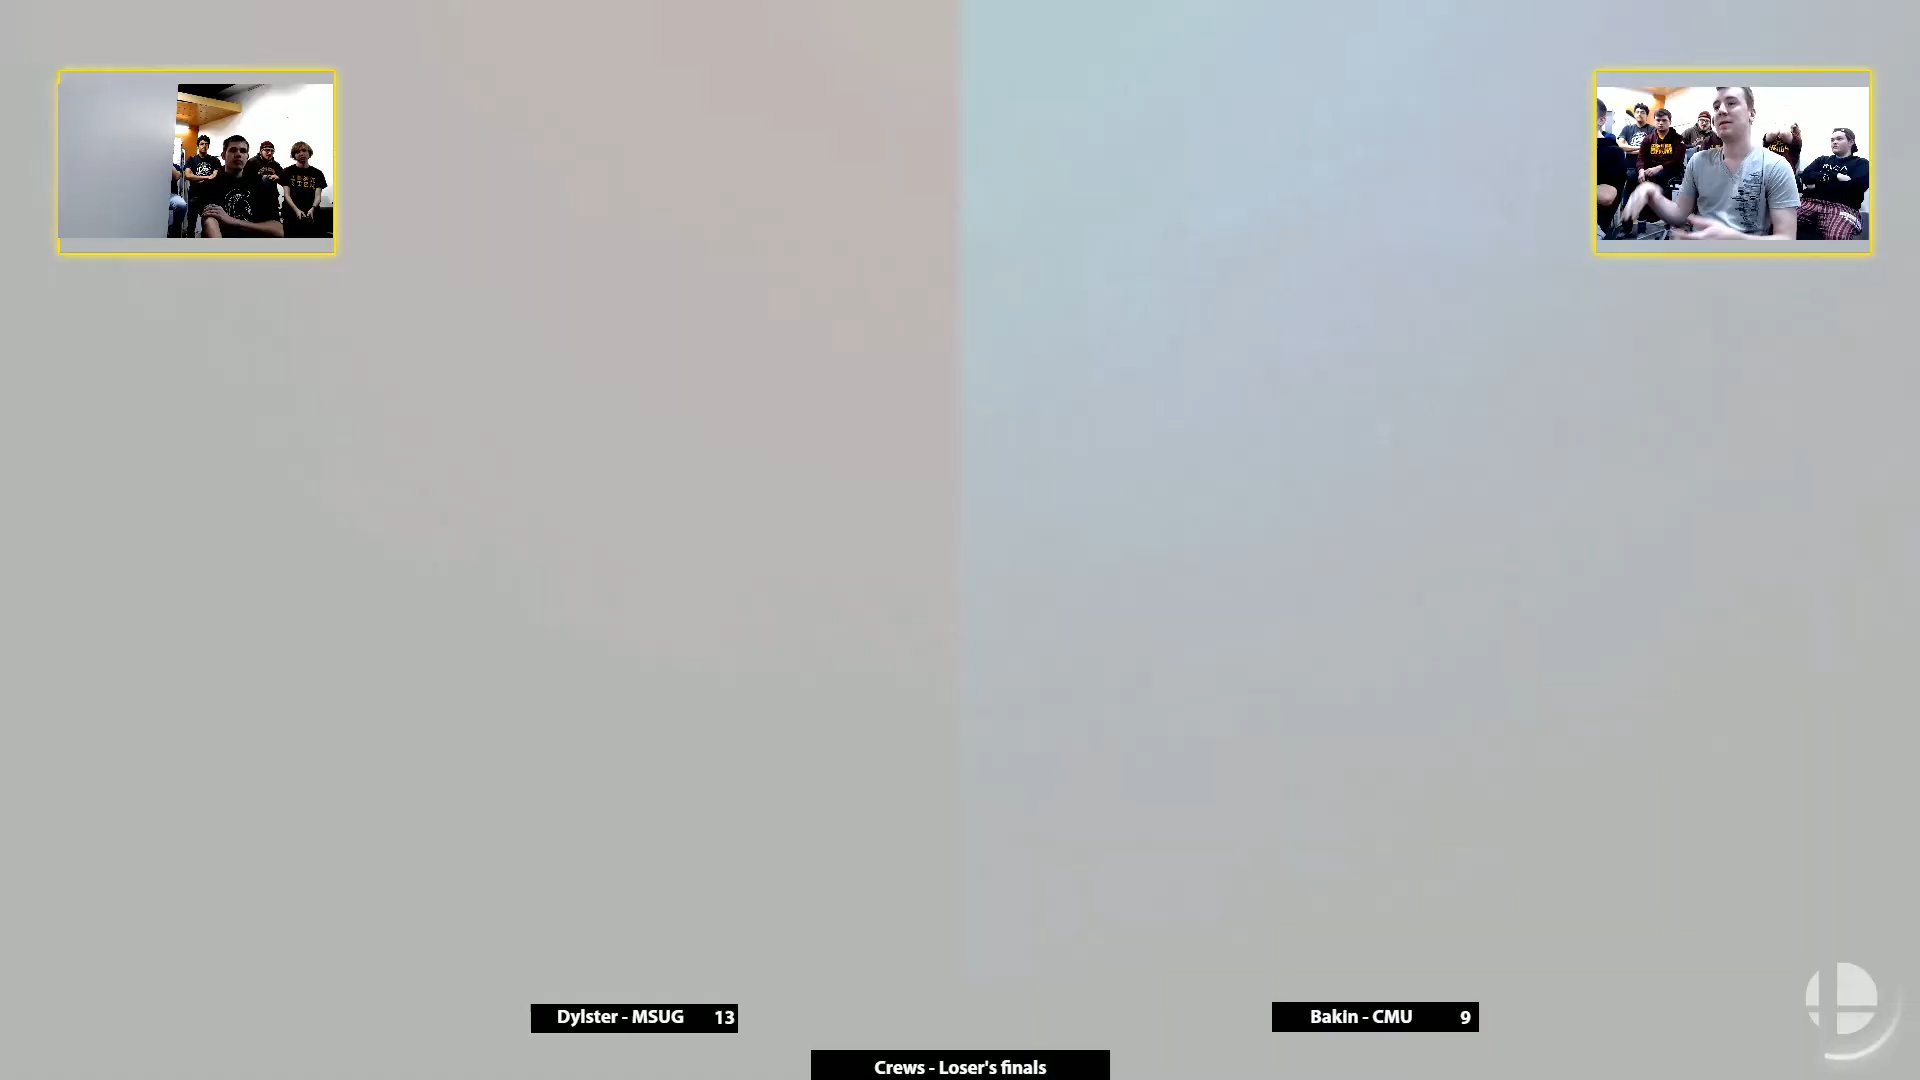 Dylster - MSUG 13
Bakin - CMU 9
Crews - Loser's finals